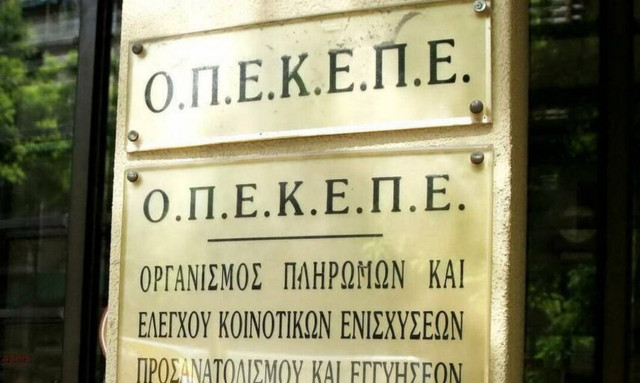 Ο.Π.Ε.Κ.Ε.Π.Ε.
Ο.Π.Ε.Κ.Ε.Π.Ε.
ΟΡΓΑΝΙΣΜΟΣ ΠΛΗΡΩΜΩΝ ΚΑΙ
ΕΛΕΓΧΟΥ ΚΟΙΝΟΤΙΚΩΝ ΕΝΙΣΧΥΣΕΩΝ
ΠΡΟΣΑΝΑΤΟΛΙΣΜΟΥ ΚΑΙ ΕΓΓΥΗΣΕΩΝ